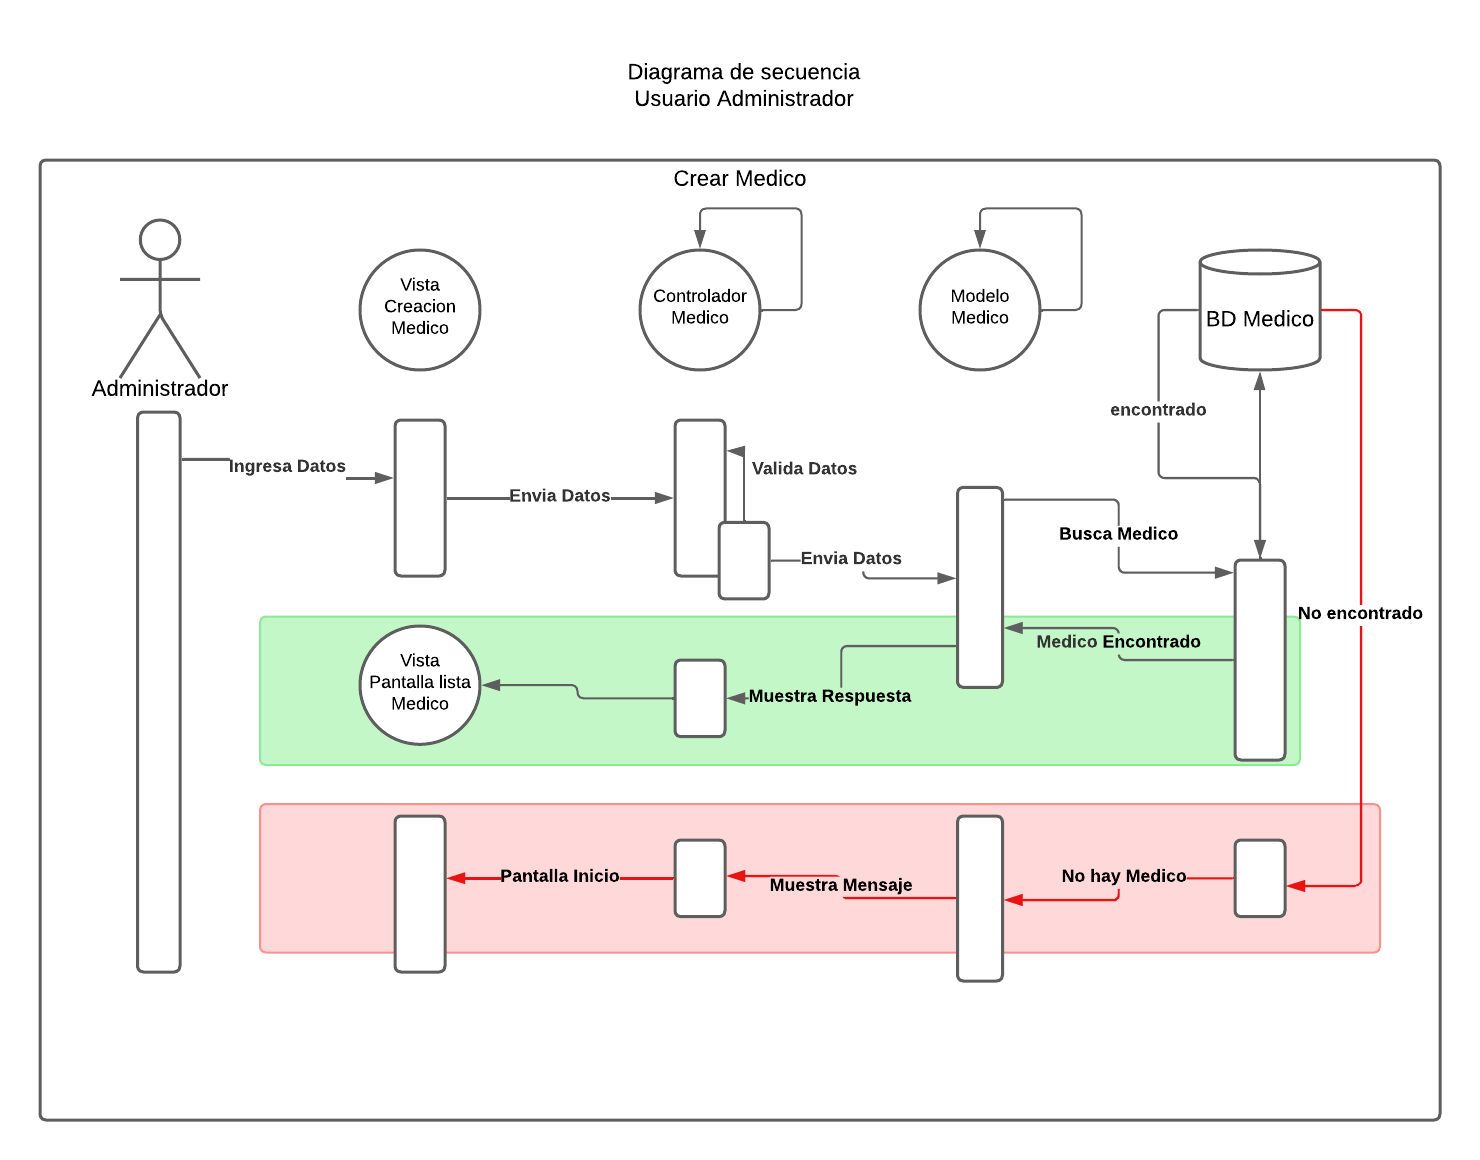 Diagrama de secuencia
Usuario Administrador
Crear Medico
Vista
Creacion
Medico
Controlador
Medico
Modelo
Medico
BD Medico
Administrador
encontrado
Ingresa Datos
Valida Datos
Envia Datos
Busca Medico
Envia Datos
No encontrado
Medico Encontrado
Vista
Pantalla lista
Medico
Muestra Respuesta
Pantalla Inicio
Muestra Mensaje
No hay Medico